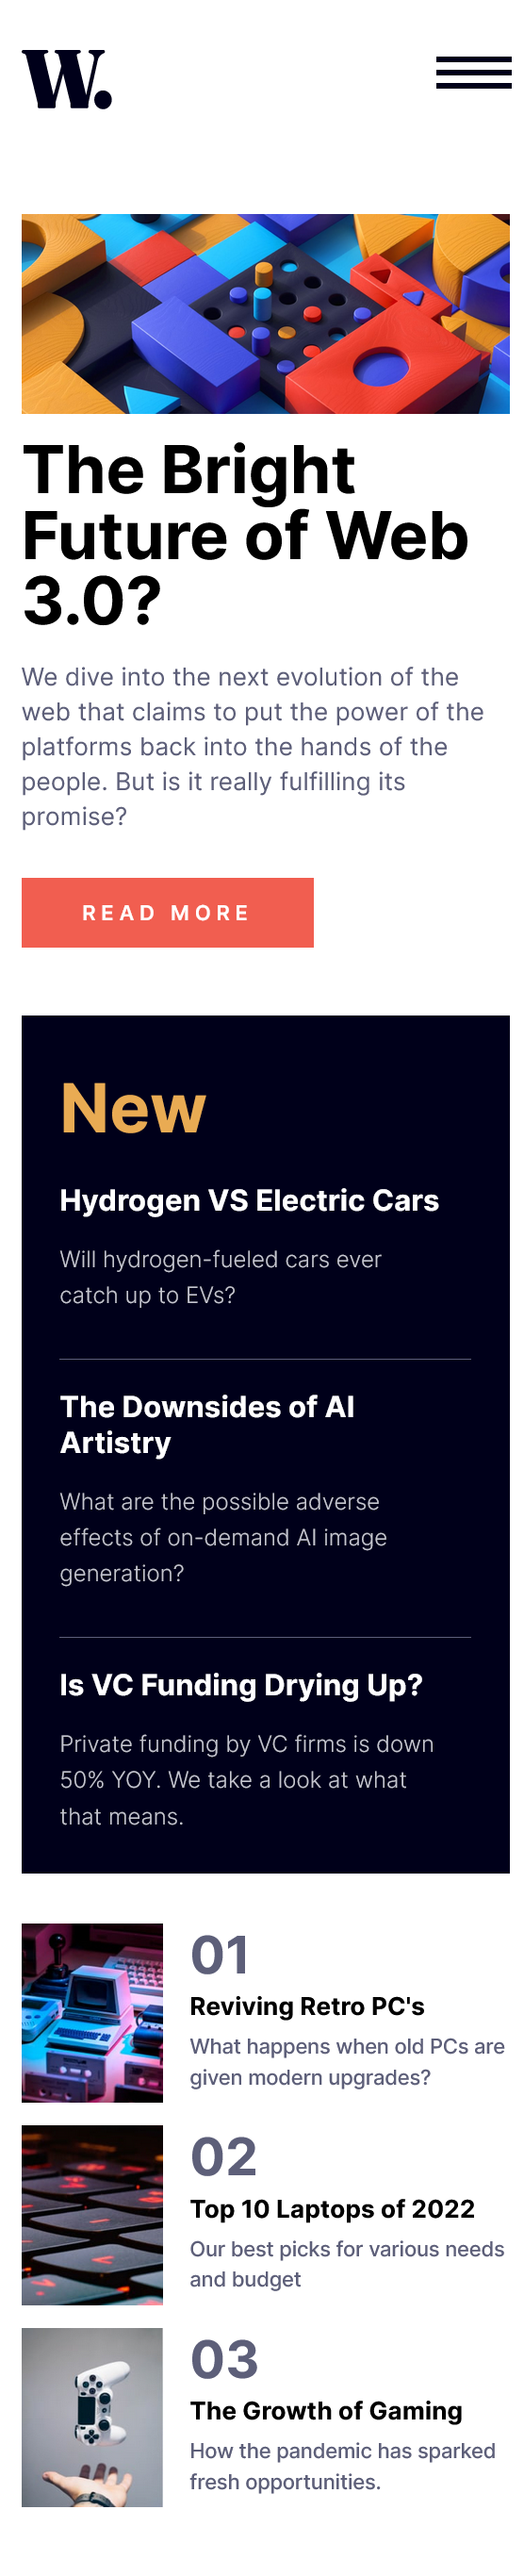 W.
The Bright
Future of Web
3.0?
We dive into the next evolution of the
web that claims to put the power of the
platforms back into the hands of the
people. But is it really fulfilling its
promise?
READ MORE
New
Hydrogen VS Electric Cars
Will hydrogen-fueled cars ever
catch up to EVs?
The Downsides of AI
Artistry
What are the possible adverse
effects of on-demand AI image
generation?
Is VC Funding Drying Up?
Private funding by VC firms is down
50% YOY. We take a look at what
that means.
01
Reviving Retro PC's
What happens when old PCs are
given modern upgrades?
02
Top 10 Laptops of 2022
Our best picks for various needs
and budget
03
The Growth of Gaming
How the pandemic has sparked
fresh opportunities.